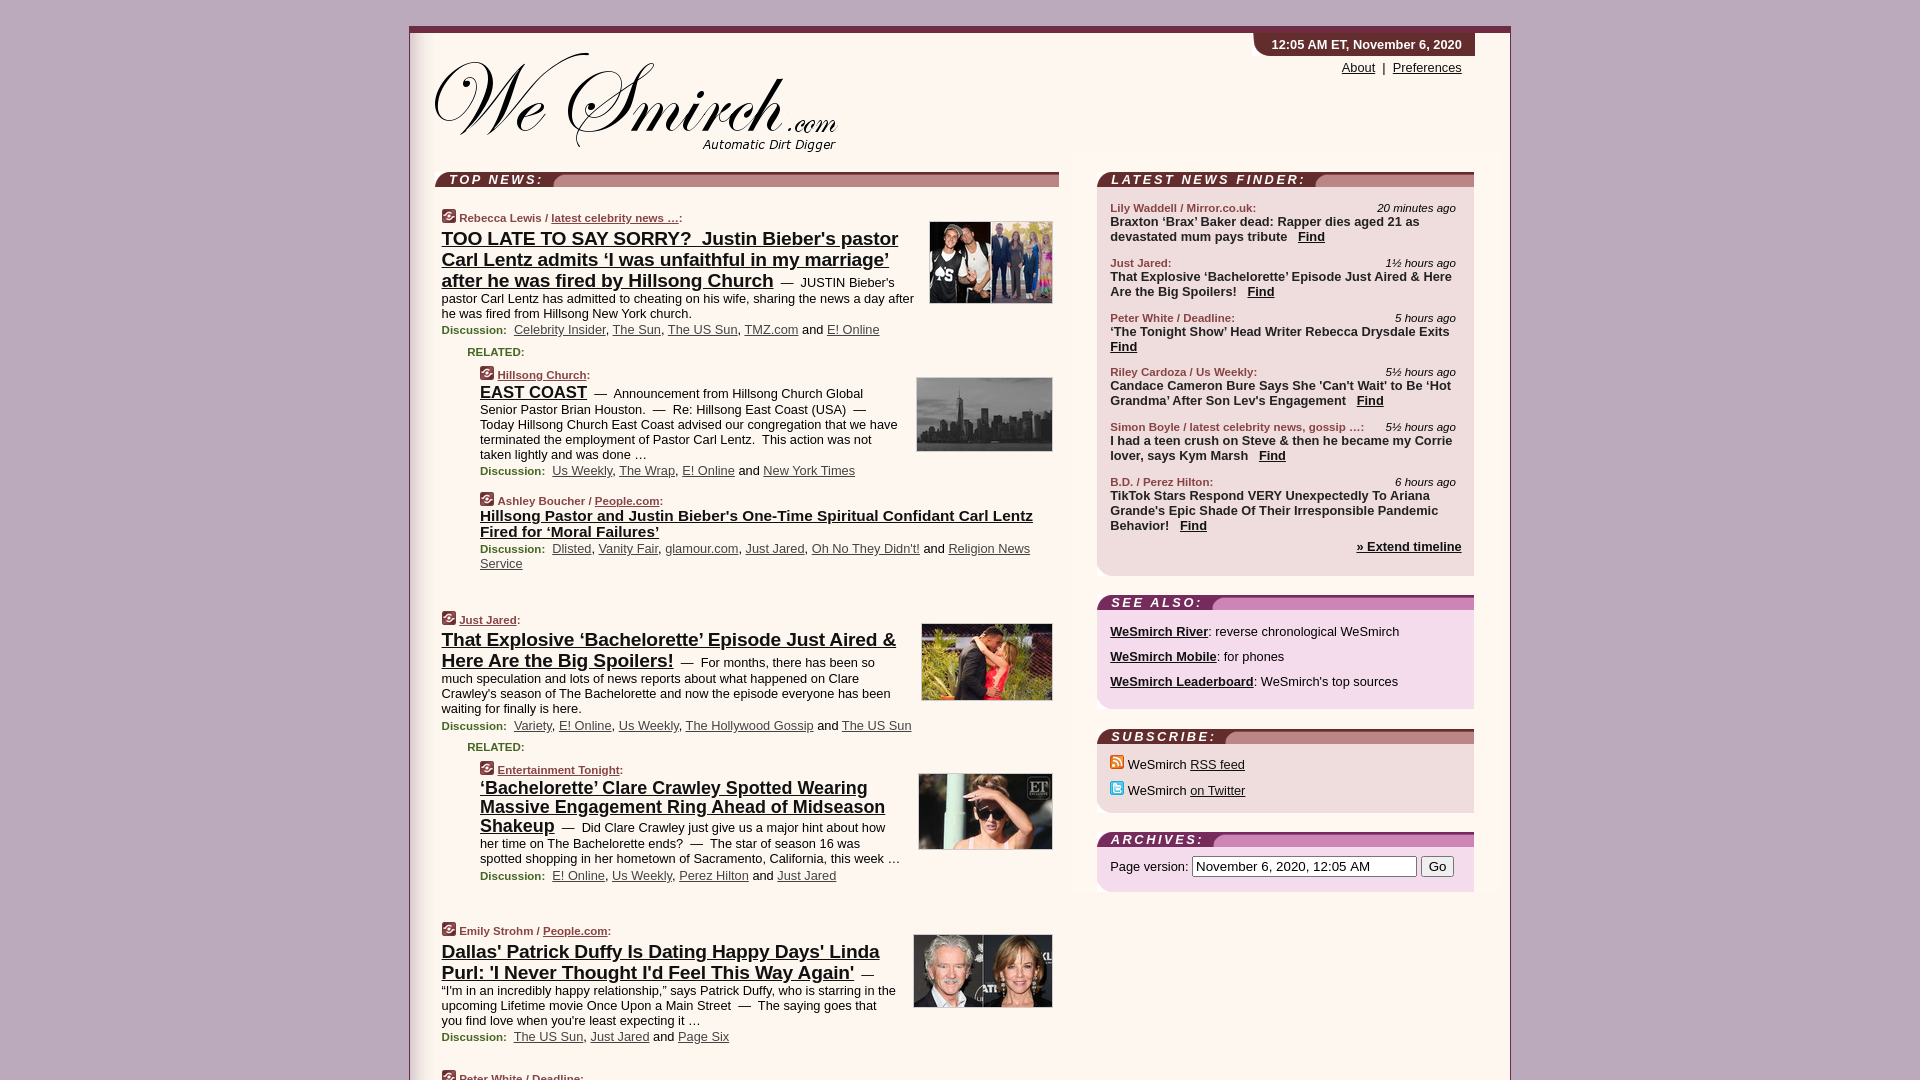 12:05 AM ET, November 6, 2020
About | Preferences
We Smirch.com
Automatic Dirt Digger
TOP NEWS:
Rebecca Lewis / latest celebrity news …:
TOO LATE TO SAY SORRY?  Justin Bieber's pastor
Carl Lentz admits ‘I was unfaithful in my marriage’
after he was fired by Hillsong Church — JUSTIN Bieber's
pastor Carl Lentz has admitted to cheating on his wife, sharing the news a day after
he was fired from Hillsong New York church.
Discussion: Celebrity Insider, The Sun, The US Sun, TMZ.com and E! Online
RELATED:
Hillsong Church:
EAST COAST — Announcement from Hillsong Church Global
Senior Pastor Brian Houston. — Re: Hillsong East Coast (USA) —
Today Hillsong Church East Coast advised our congregation that we have
terminated the employment of Pastor Carl Lentz. This action was not
taken lightly and was done …
Discussion: Us Weekly, The Wrap, E! Online and New York Times
Ashley Boucher / People.com:
Hillsong Pastor and Justin Bieber's One-Time Spiritual Confidant Carl Lentz
Fired for ‘Moral Failures’
Discussion: Dlisted, Vanity Fair, glamour.com, Just Jared, Oh No They Didn't! and Religion News
Service
Just Jared:
That Explosive ‘Bachelorette’ Episode Just Aired &
Here Are the Big Spoilers! — For months, there has been so
much speculation and lots of news reports about what happened on Clare
Crawley's season of The Bachelorette and now the episode everyone has been
waiting for finally is here.
Discussion: Variety, E! Online, Us Weekly, The Hollywood Gossip and The US Sun
RELATED:
Entertainment Tonight:
‘Bachelorette’ Clare Crawley Spotted Wearing
Massive Engagement Ring Ahead of Midseason
Shakeup — Did Clare Crawley just give us a major hint about how
her time on The Bachelorette ends? — The star of season 16 was
spotted shopping in her hometown of Sacramento, California, this week …
ET
Discussion: E! Online, Us Weekly, Perez Hilton and Just Jared
Emily Strohm / People.com:
Dallas' Patrick Duffy Is Dating Happy Days' Linda
Purl: 'I Never Thought I'd Feel This Way Again' —
“I'm in an incredibly happy relationship,” says Patrick Duffy, who is starring in the
upcoming Lifetime movie Once Upon a Main Street — The saying goes that
you find love when you're least expecting it …
Discussion: The US Sun, Just Jared and Page Six
Peter White / Deadline:
LATEST NEWS FINDER:
Lily Waddell / Mirror.co.uk: 20 minutes ago
Braxton ‘Brax’ Baker dead: Rapper dies aged 21 as
devastated mum pays tribute Find
Just Jared: 1½ hours ago
That Explosive ‘Bachelorette’ Episode Just Aired & Here
Are the Big Spoilers! Find
Peter White / Deadline: 5 hours ago
‘The Tonight Show’ Head Writer Rebecca Drysdale Exits
Find
Riley Cardoza / Us Weekly: 5½ hours ago
Candace Cameron Bure Says She 'Can't Wait' to Be ‘Hot
Grandma’ After Son Lev's Engagement Find
Simon Boyle / latest celebrity news, gossip …: 5½ hours ago
I had a teen crush on Steve & then he became my Corrie
lover, says Kym Marsh Find
B.D. / Perez Hilton: 6 hours ago
TikTok Stars Respond VERY Unexpectedly To Ariana
Grande's Epic Shade Of Their Irresponsible Pandemic
Behavior! Find
» Extend timeline
SEE ALSO:
WeSmirch River: reverse chronological WeSmirch
WeSmirch Mobile: for phones
WeSmirch Leaderboard: WeSmirch's top sources
SUBSCRIBE:
WeSmirch RSS feed
WeSmirch on Twitter
ARCHIVES:
Page version: November 6, 2020, 12:05 AM Go